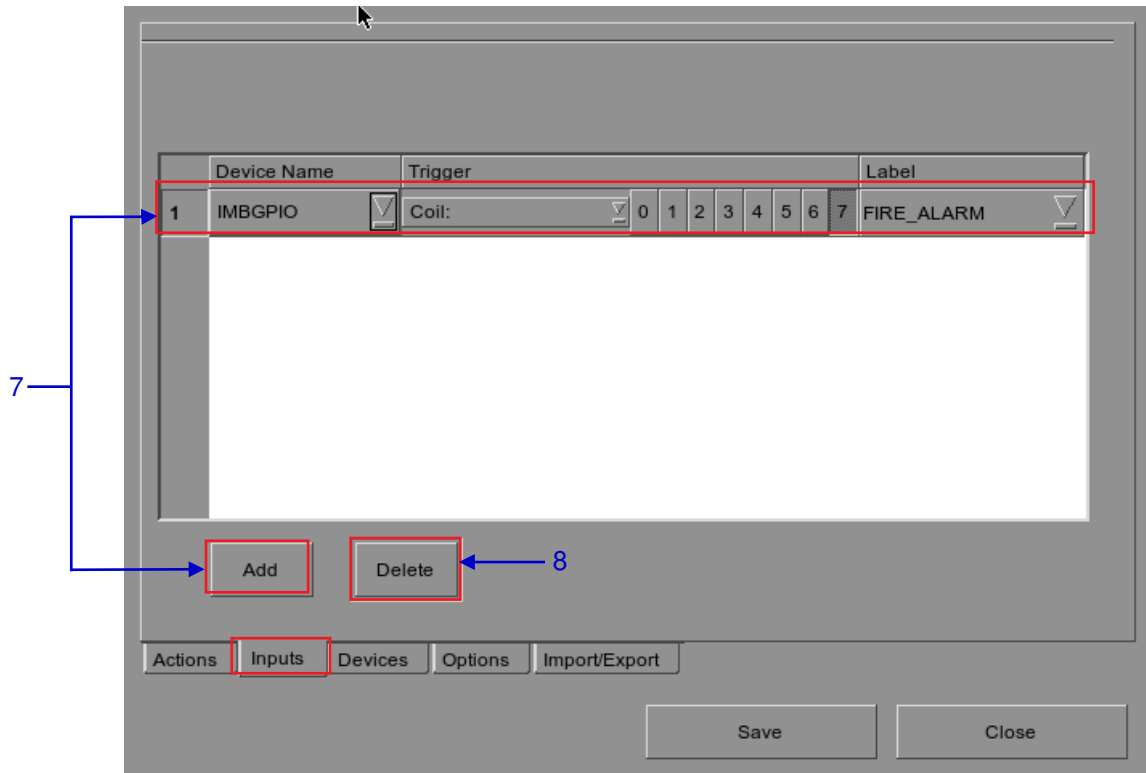 Device Name Trigger Label
1 IMBGPIO Coil: 0 1 2 3 4 5 6 7 FIRE_ALARM
7
Add Delete 8
Actions Inputs Devices Options Import/Export
Save Close